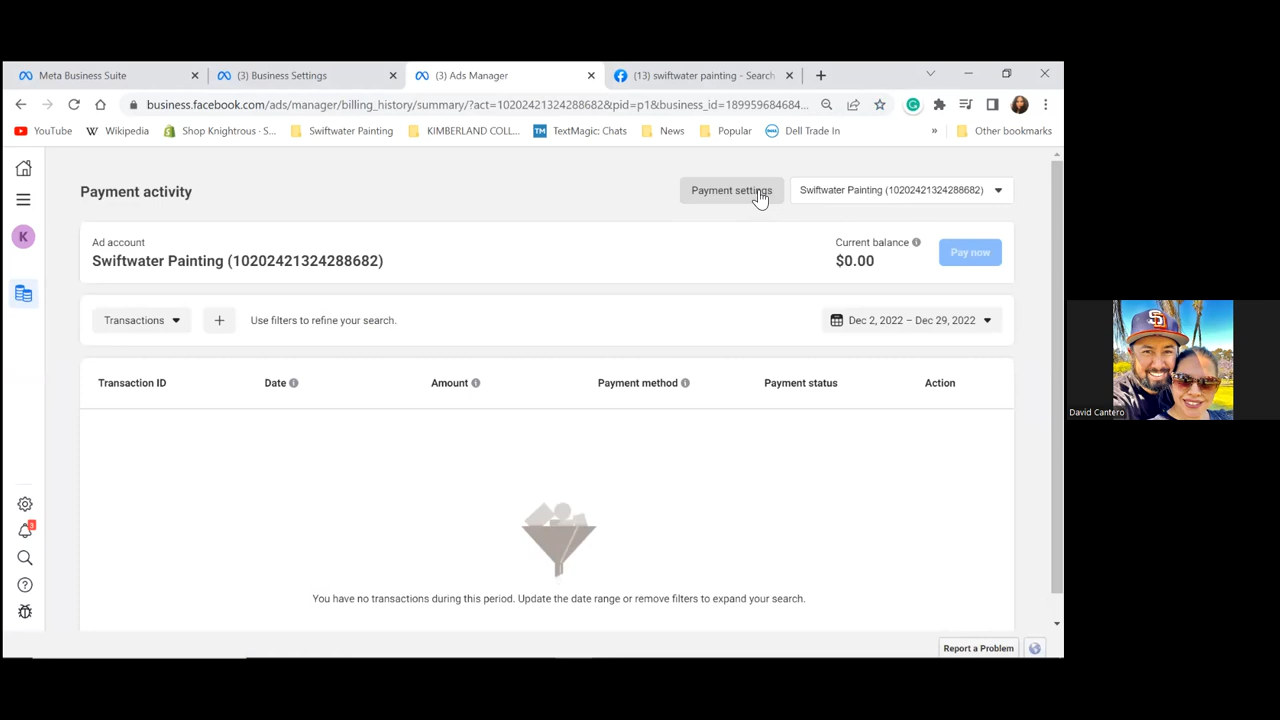 Meta Business Suite
(3) Business Settings
(3) Ads Manager
(13) swiftwater painting - Search
business.facebook.com/ads/manager/billing_history/summary/?act=10202421324288682&pid=p1&business_id=189959684684...
YouTube
Wikipedia
Shop Knightrous - S...
Swiftwater Painting
KIMBERLAND COLL...
TM
TextMagic: Chats
News
Popular
DELL
Dell Trade In
»
Other bookmarks
Payment activity
Payment settings
Swiftwater Painting (10202421324288682)
K
Ad account
Swiftwater Painting (10202421324288682)
Current balance
$0.00
Pay now
Transactions
Use filters to refine your search.
Dec 2, 2022 – Dec 29, 2022
Transaction ID
Date
Amount
Payment method
Payment status
Action
3
You have no transactions during this period. Update the date range or remove filters to expand your search.
Report a Problem
SD
David Cantero